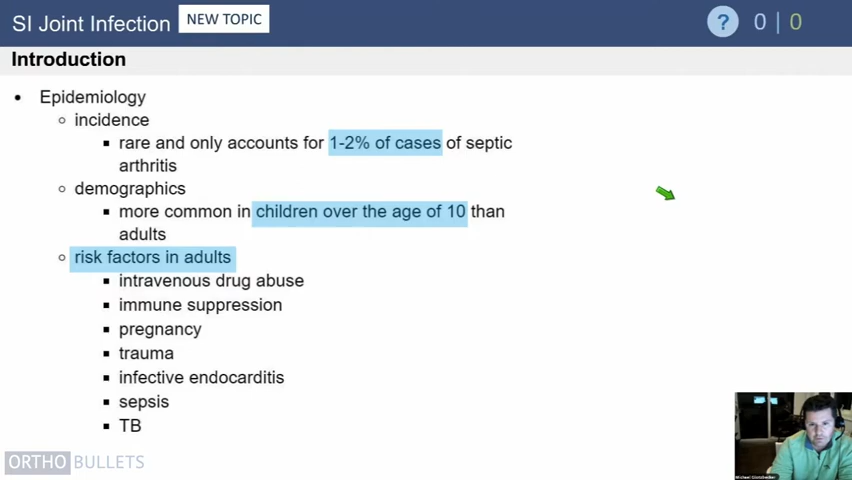 SI Joint Infection
NEW TOPIC
? 0 | 0
Introduction
• Epidemiology
○ incidence
▪ rare and only accounts for 1-2% of cases of septic
arthritis
○ demographics
▪ more common in children over the age of 10 than
adults
○ risk factors in adults
▪ intravenous drug abuse
▪ immune suppression
▪ pregnancy
▪ trauma
▪ infective endocarditis
▪ sepsis
▪ TB
ORTHOBULLETS